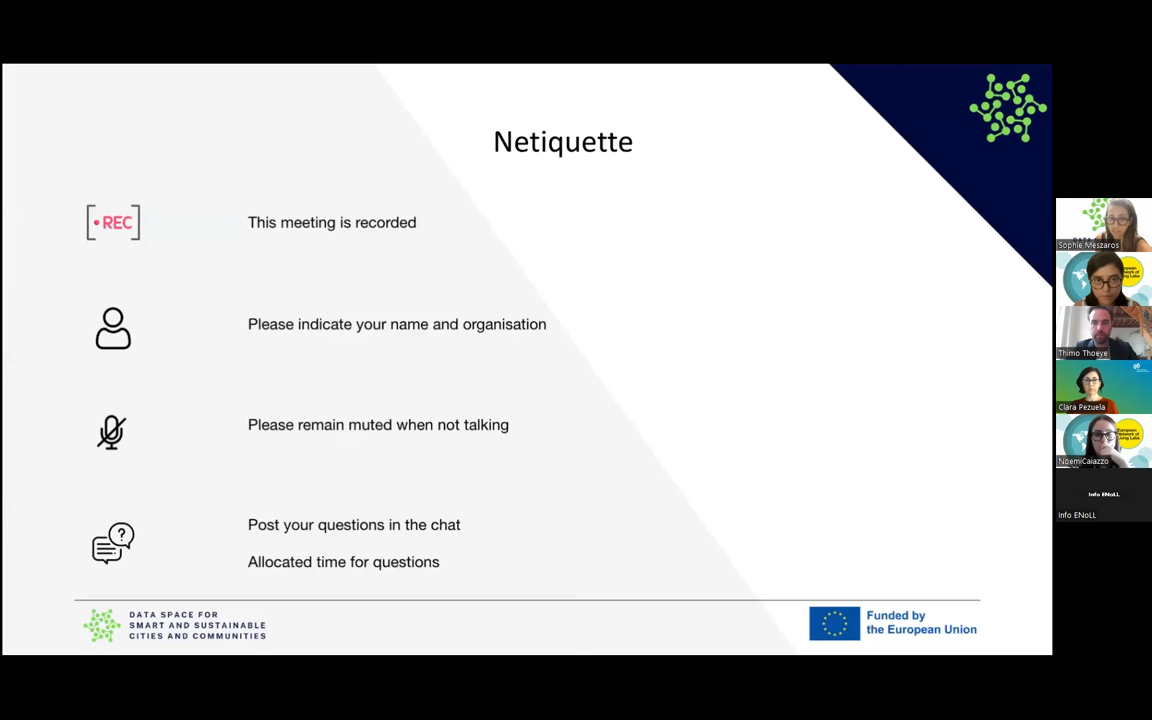 Netiquette
[•REC]
This meeting is recorded
Please indicate your name and organisation
Please remain muted when not talking
?
Post your questions in the chat
Allocated time for questions
DATA SPACE FOR
SMART AND SUSTAINABLE
CITIES AND COMMUNITIES
Funded by
the European Union
Sophie Meszaros
Thimo Thoeye
Clara Pezuela
NoemiCaiazzo
Info ENoLL
Info ENoLL